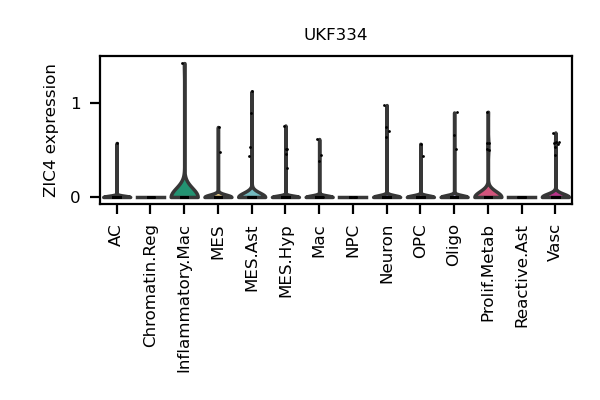 UKF334
ZIC4 expression
1
0
AC
Chromatin.Reg
Inflammatory.Mac
MES
MES.Ast
MES.Hyp
Mac
NPC
Neuron
OPC
Oligo
Prolif.Metab
Reactive.Ast
Vasc